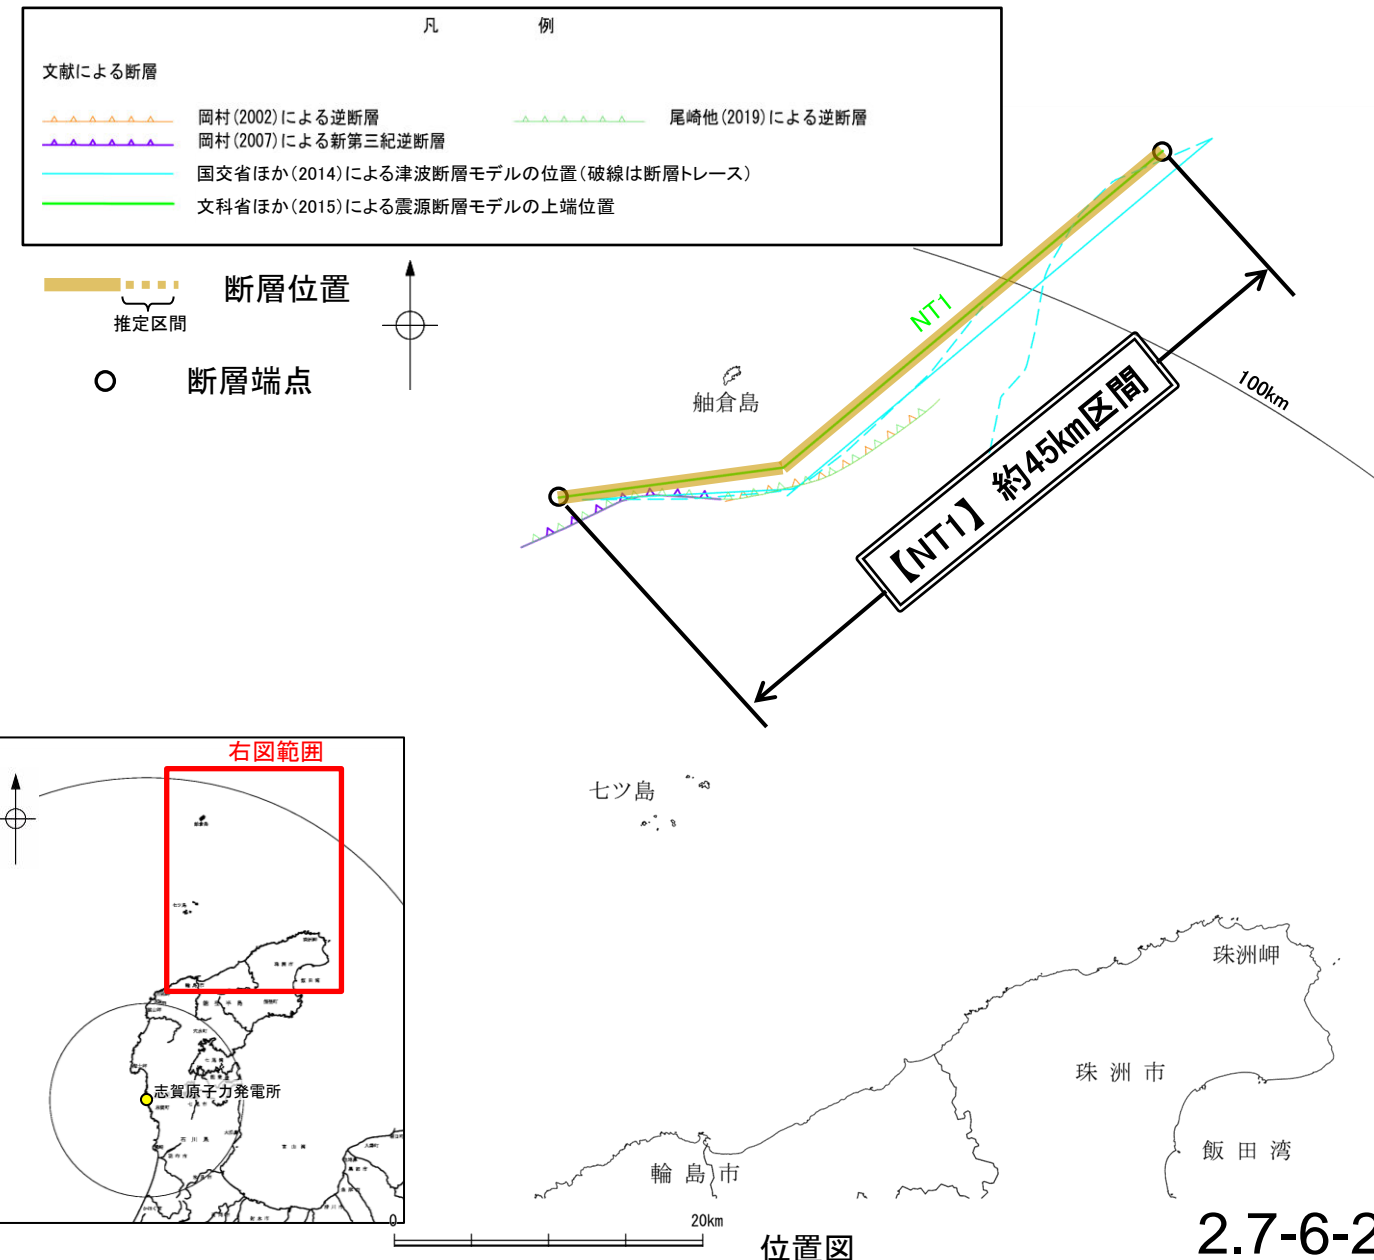 凡　例
文献による断層
岡村(2002)による逆断層
尾崎他(2019)による逆断層
岡村(2007)による新第三紀逆断層
国交省ほか(2014)による津波断層モデルの位置(破線は断層トレース)
文科省ほか(2015)による震源断層モデルの上端位置
断層位置
推定区間
断層端点
NT1
舳倉島
100km
【NT1】 約45km区間
右図範囲
七ツ島
志賀原子力発電所
珠洲岬
珠洲市
飯田湾
輪島市
0
20km
位置図
2.7-6-2